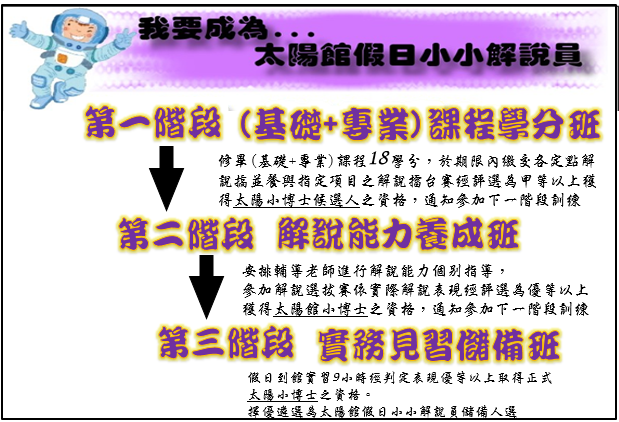 我要成為...
太陽館假日小小解說員
第一階段 (基礎+專業)課程學分班
修畢(基礎+專業)課程18學分，於期限內繳交各定點解
說搞並餐與指定項目之解說擂台賽經評選為甲等以上獲
得太陽小博士候選人之資格，通知參加下一階段訓練
第二階段 解說能力養成班
安排輔導老師進行解說能力個別指導，
參加解說選拔賽依實際解說表現經評選為優等以上
獲得太陽館小博士之資格，通知參加下一階段訓練
第三階段 實務見習儲備班
假日到館實習9小時經判定表現優等以上取得正式
太陽小博士之資格。
擇優遴選為太陽館假日小小解說員儲備人選